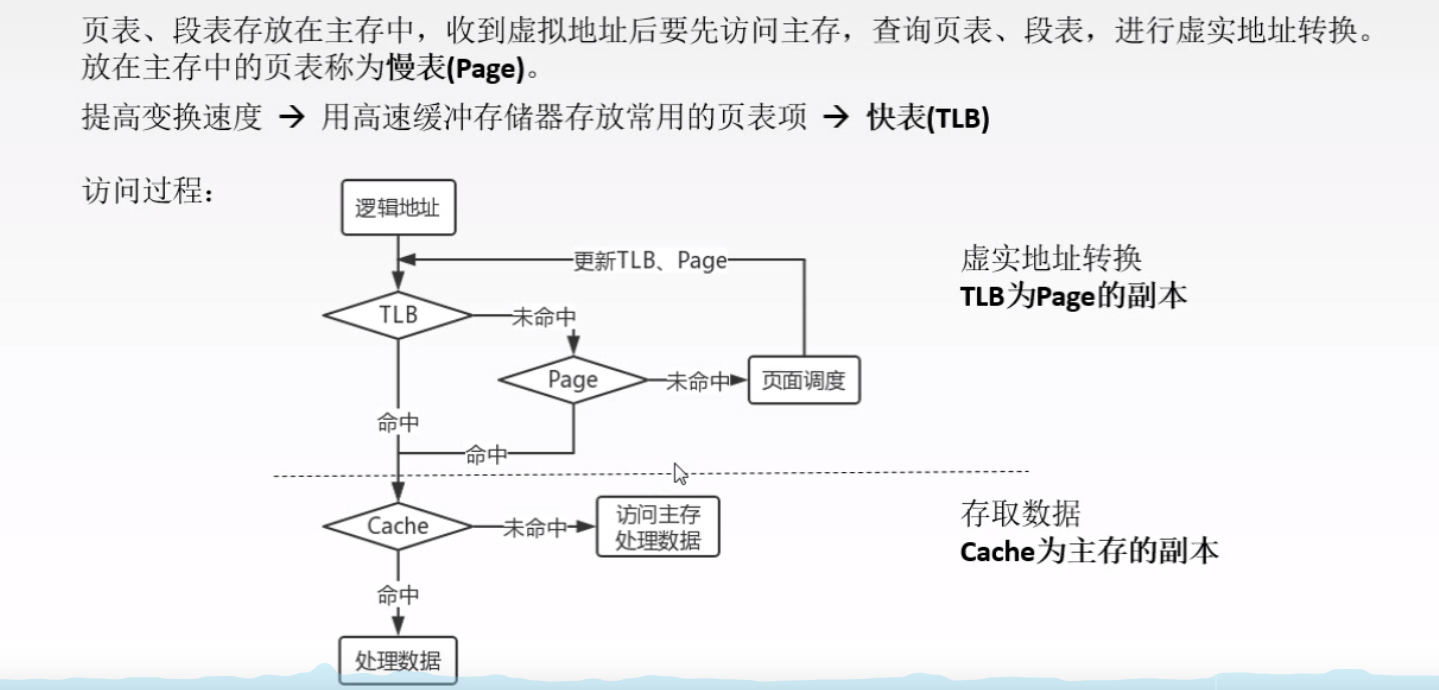 页表、段表存放在主存中，收到虚拟地址后要先访问主存，查询页表、段表，进行虚实地址转换。
放在主存中的页表称为慢表(Page)。
提高变换速度 → 用高速缓冲存储器存放常用的页表项 → 快表(TLB)
访问过程：
逻辑地址
更新TLB、Page
虚实地址转换
TLB为Page的副本
TLB
未命中
Page
未命中
页面调度
命中
命中
Cache
未命中
访问主存
处理数据
存取数据
Cache为主存的副本
命中
处理数据